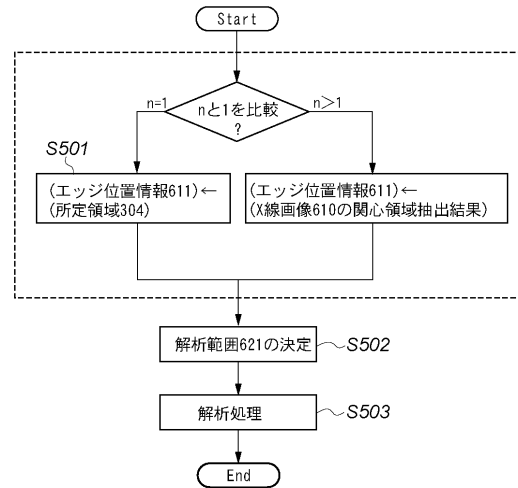 Start
nと1を比較
?
n=1
n>1
S501
(エッジ位置情報611)←
(所定領域304)
(エッジ位置情報611)←
(X線画像610の関心領域抽出結果)
解析範囲621の決定
S502
解析処理
S503
End